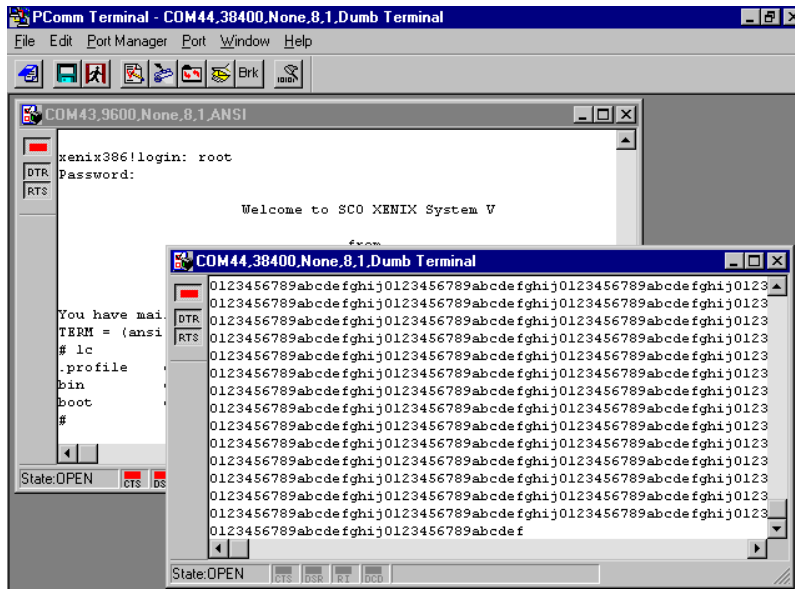 PComm Terminal - COM44,38400,None,8,1,Dumb Terminal
File Edit Port Manager Port Window Help
Brk
COM43,9600,None,8,1,ANSI
DTR
RTS
xenix386!login: root
Password:
Welcome to SCO XENIX System V
from
You have mai
TERM = (ansi
# lc
.profile
bin
boot
#
State:OPEN
CTS
COM44,38400,None,8,1,Dumb Terminal
DTR
RTS
0123456789abcdefghij0123456789abcdefghij0123456789abcdefghij0123
0123456789abcdefghij0123456789abcdefghij0123456789abcdefghij0123
0123456789abcdefghij0123456789abcdefghij0123456789abcdefghij0123
0123456789abcdefghij0123456789abcdefghij0123456789abcdefghij0123
0123456789abcdefghij0123456789abcdefghij0123456789abcdefghij0123
0123456789abcdefghij0123456789abcdefghij0123456789abcdefghij0123
0123456789abcdefghij0123456789abcdefghij0123456789abcdefghij0123
0123456789abcdefghij0123456789abcdefghij0123456789abcdefghij0123
0123456789abcdefghij0123456789abcdefghij0123456789abcdefghij0123
0123456789abcdefghij0123456789abcdefghij0123456789abcdefghij0123
0123456789abcdefghij0123456789abcdefghij0123456789abcdefghij0123
0123456789abcdefghij0123456789abcdefghij0123456789abcdefghij0123
0123456789abcdefghij0123456789abcdefghij0123456789abcdefghij0123
0123456789abcdefghij0123456789abcdefghij0123456789abcdefghij0123
0123456789abcdefghij0123456789abcdef
State:OPEN CTS DSR RI DCD